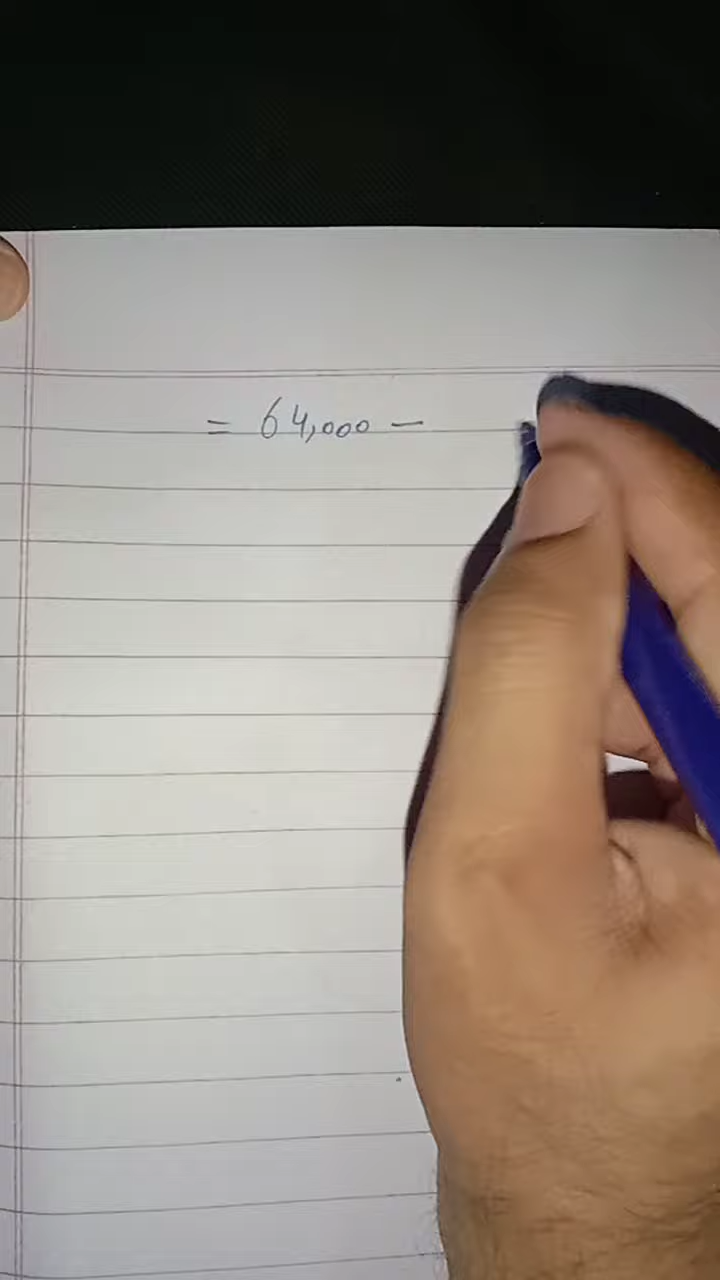 = 64,000 –